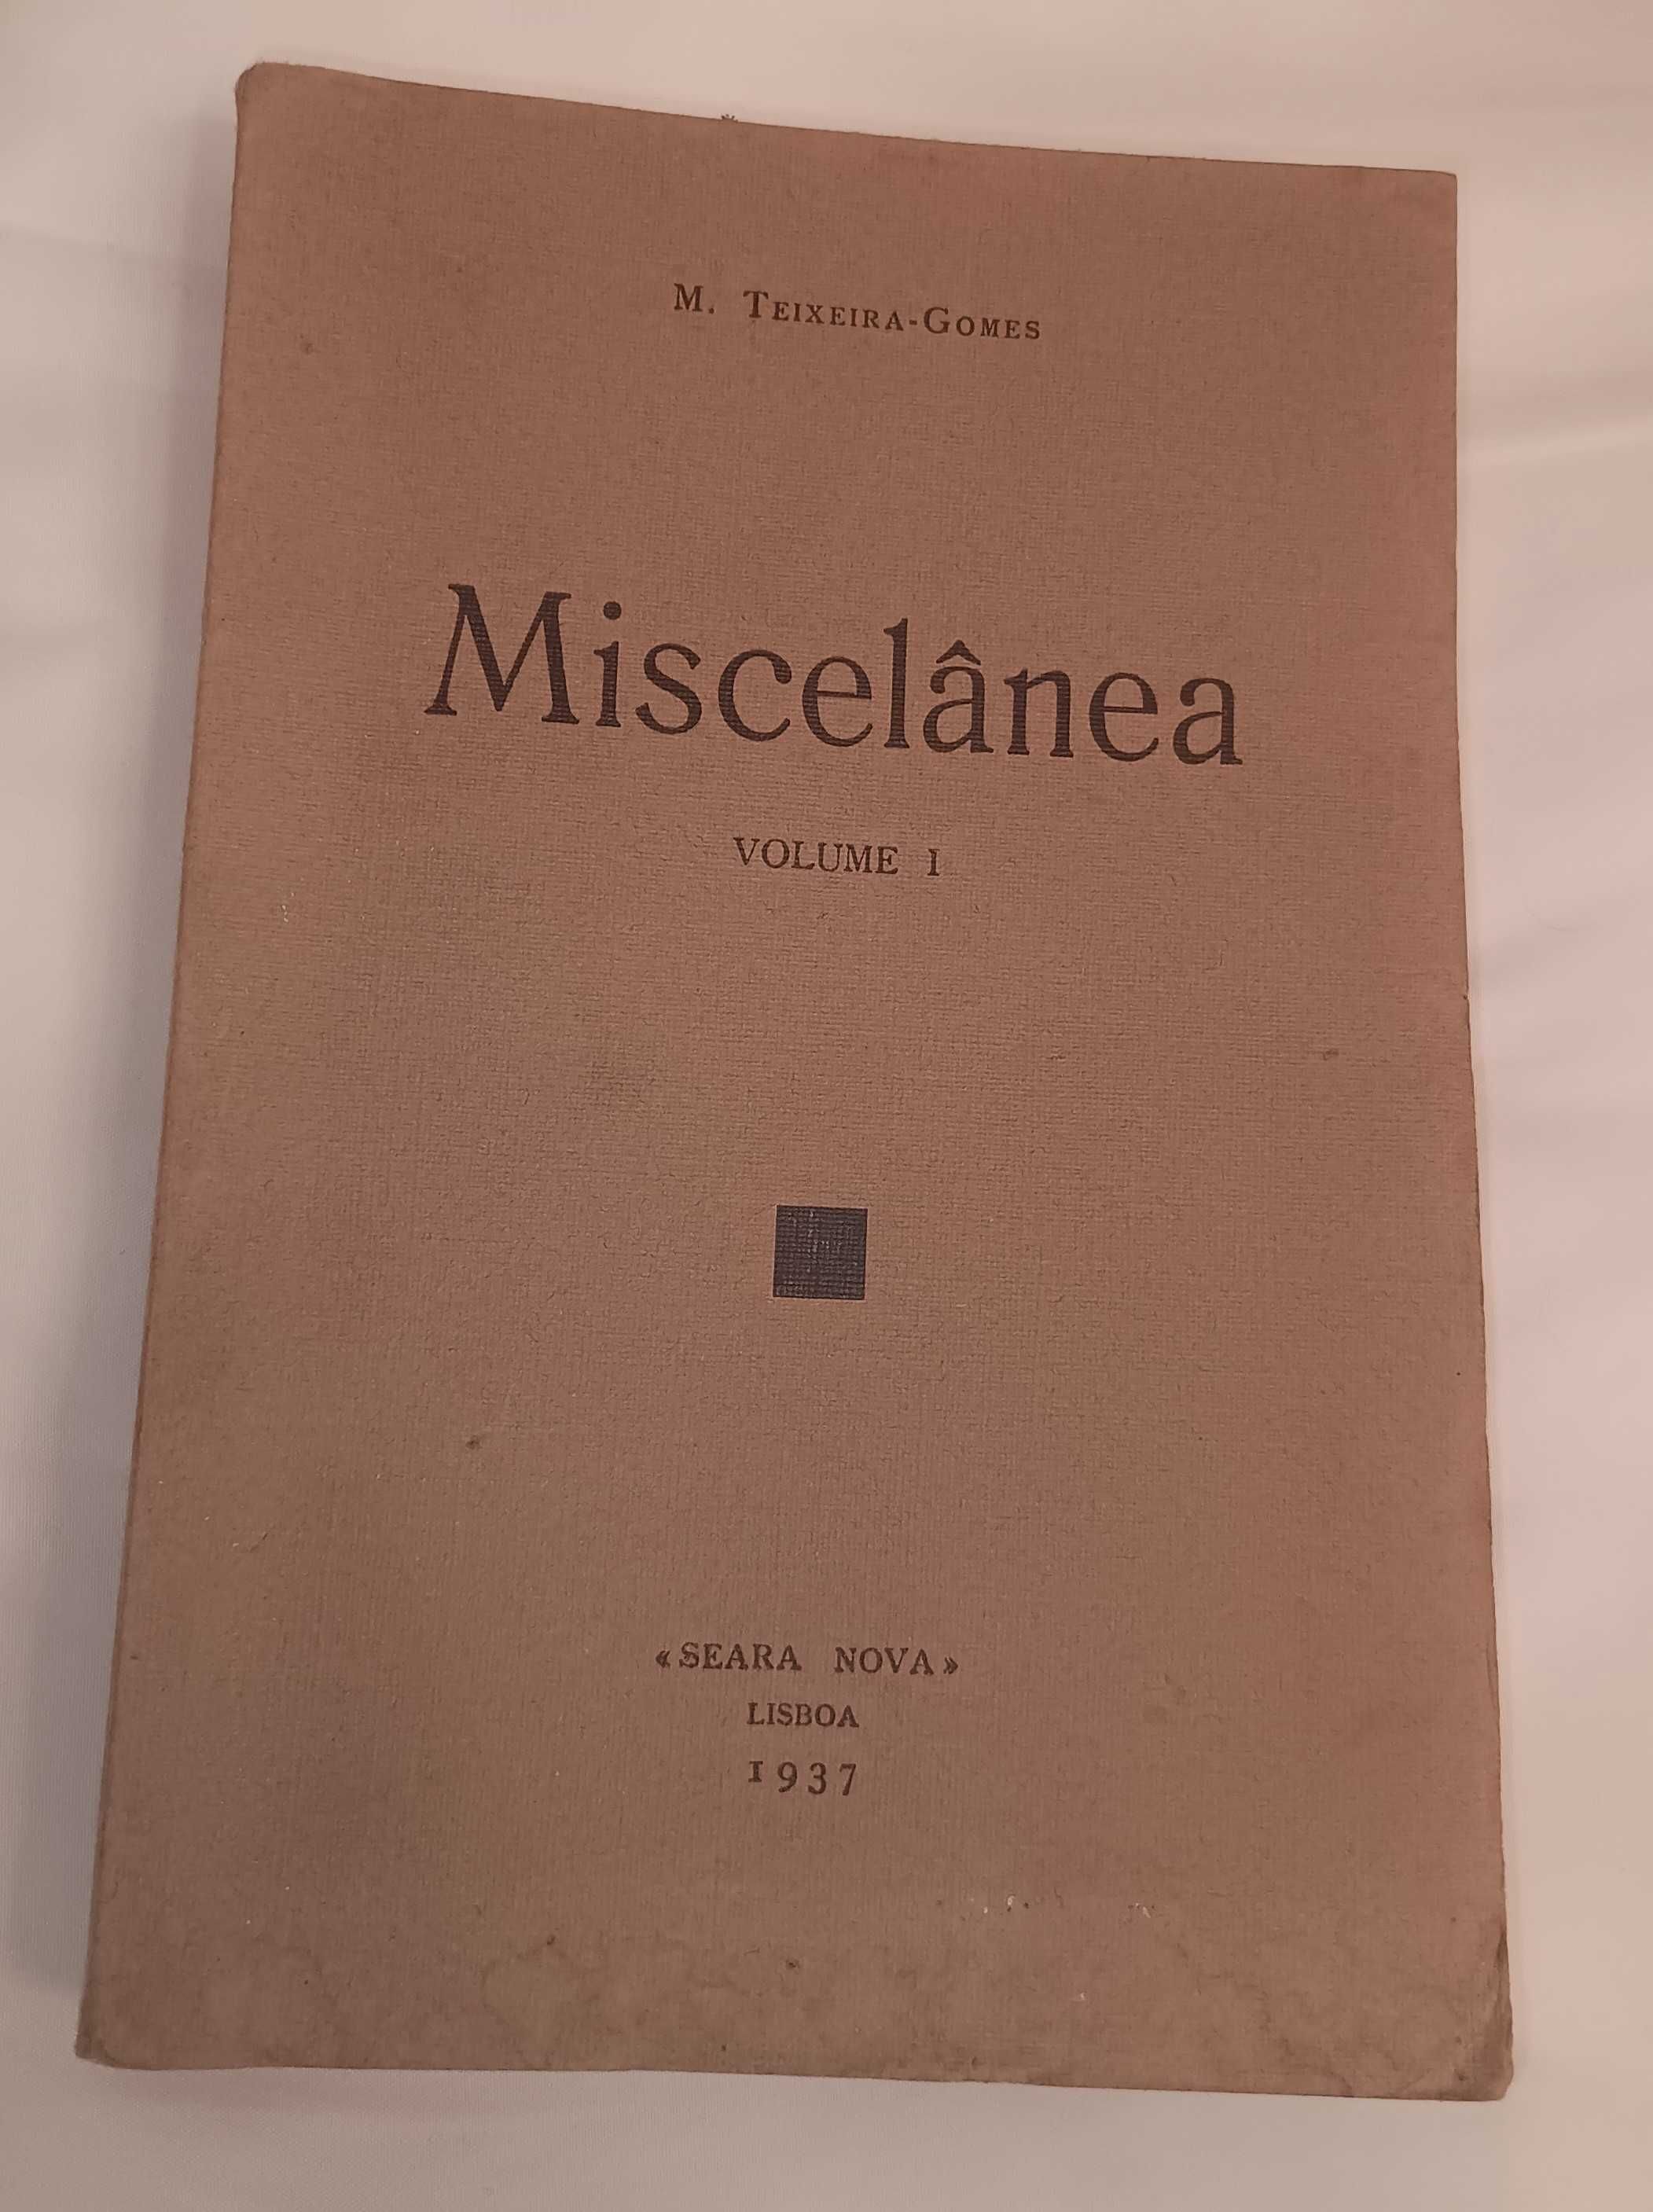 M. TEIXEIRA-GOMES
Miscelânea
VOLUME I
«SEARA NOVA»
LISBOA
1937